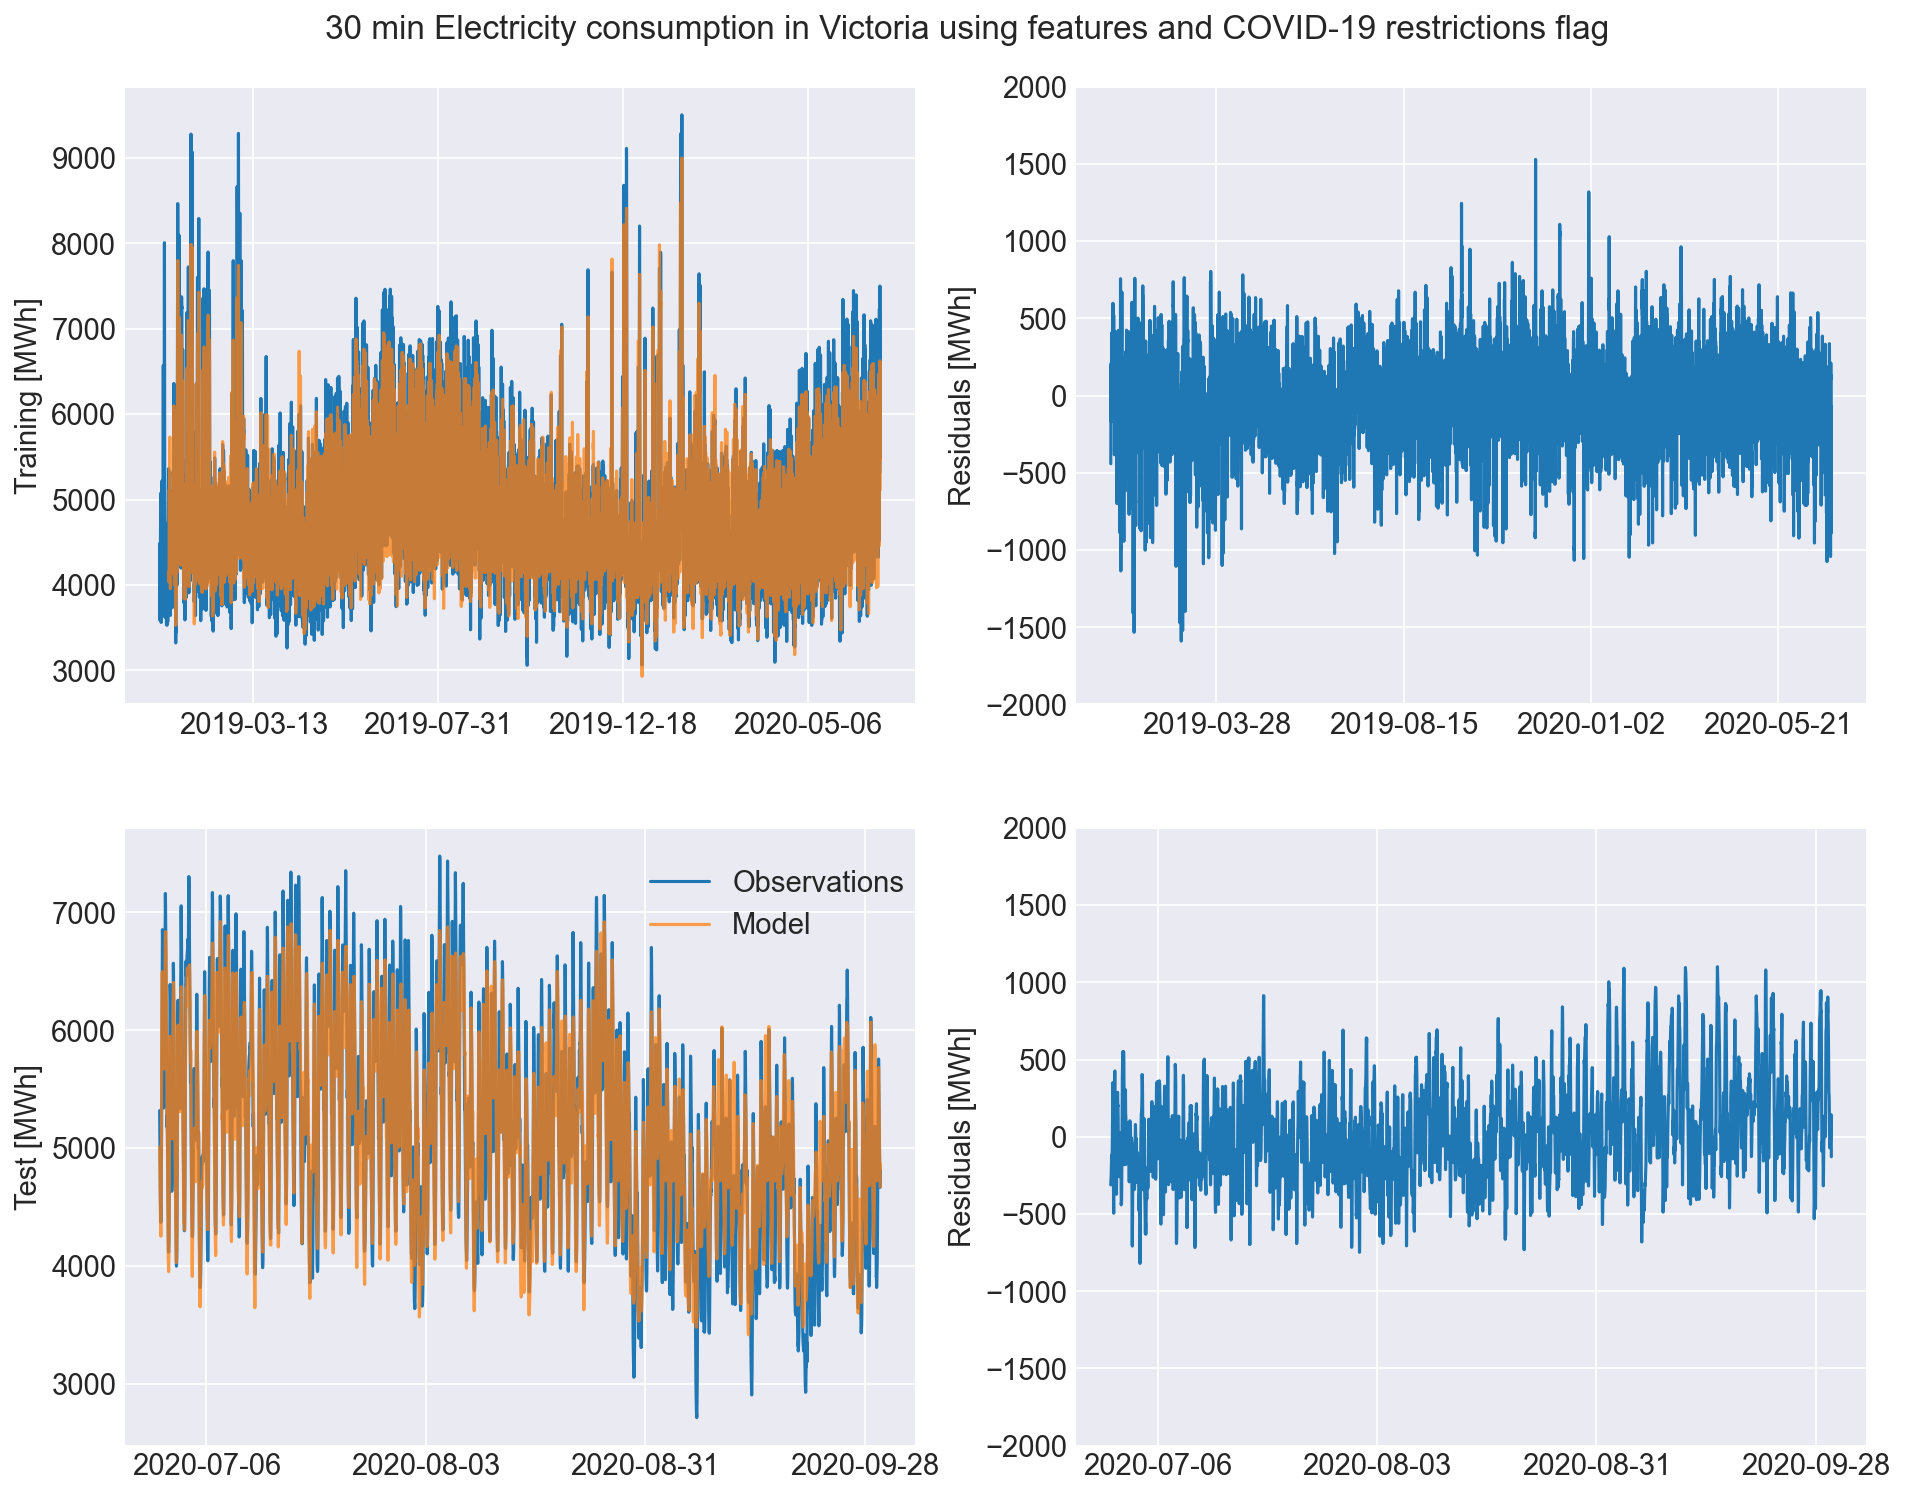 30 min Electricity consumption in Victoria using features and COVID-19 restrictions flag
Training [MWh]
9000
8000
7000
6000
5000
4000
3000
2019-03-13 2019-07-31 2019-12-18 2020-05-06
Residuals [MWh]
2000
1500
1000
500
0
−500
−1000
−1500
−2000
2019-03-28 2019-08-15 2020-01-02 2020-05-21
Test [MWh]
7000
6000
5000
4000
3000
Observations
Model
2020-07-06 2020-08-03 2020-08-31 2020-09-28
Residuals [MWh]
2000
1500
1000
500
0
−500
−1000
−1500
−2000
2020-07-06 2020-08-03 2020-08-31 2020-09-28